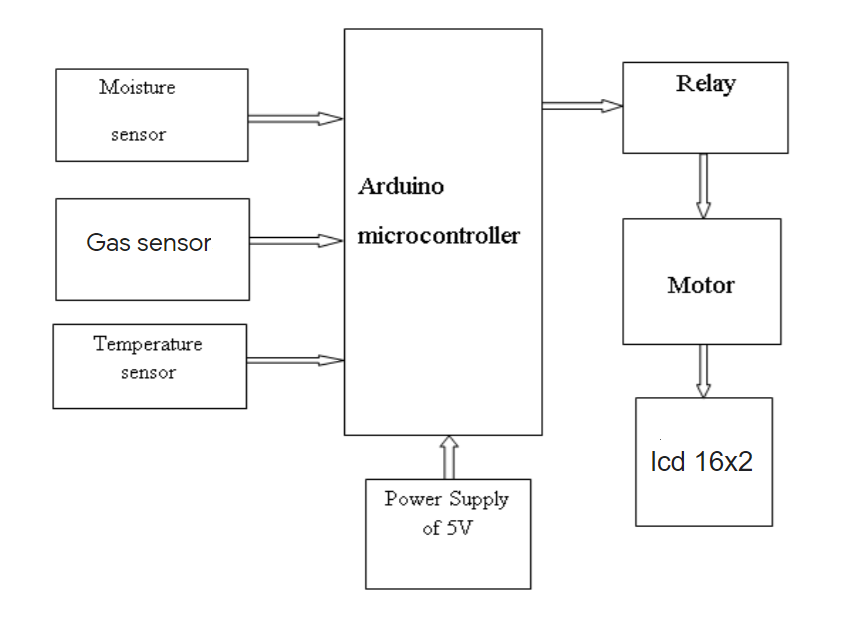 Moisture
sensor
Gas sensor
Temperature
sensor
Arduino
microcontroller
Power Supply
of 5V
Relay
Motor
lcd 16x2